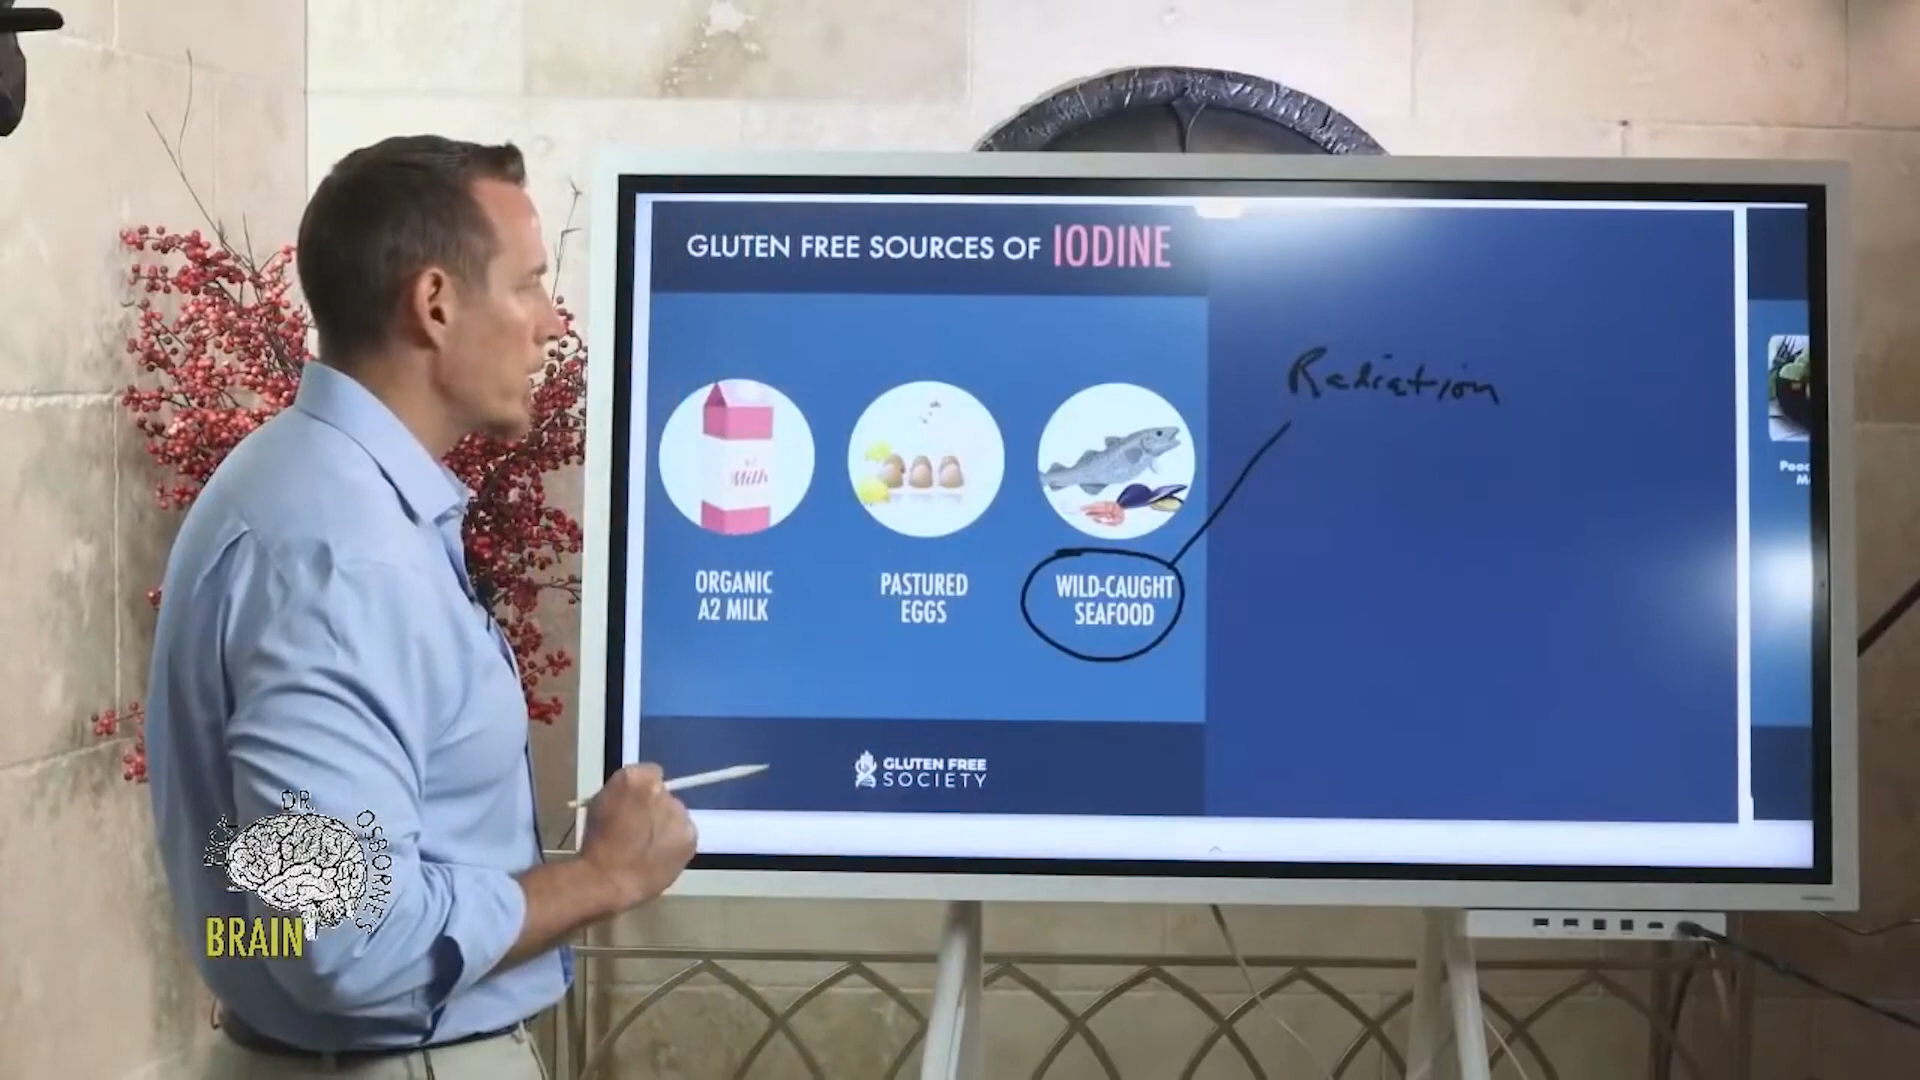 GLUTEN FREE SOURCES OF IODINE
Radiation
Milk
ORGANIC
A2 MILK
PASTURED
EGGS
WILD-CAUGHT
SEAFOOD
GLUTEN FREE
SOCIETY
DR.
OSBORNE'S
BRAIN